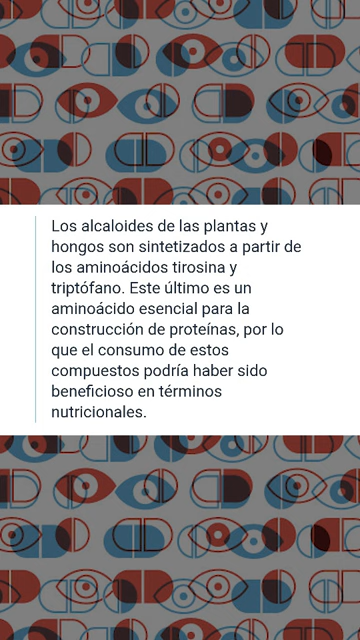 Los alcaloides de las plantas y
hongos son sintetizados a partir de
los aminoácidos tirosina y
triptófano. Este último es un
aminoácido esencial para la
construcción de proteínas, por lo
que el consumo de estos
compuestos podría haber sido
beneficioso en términos
nutricionales.